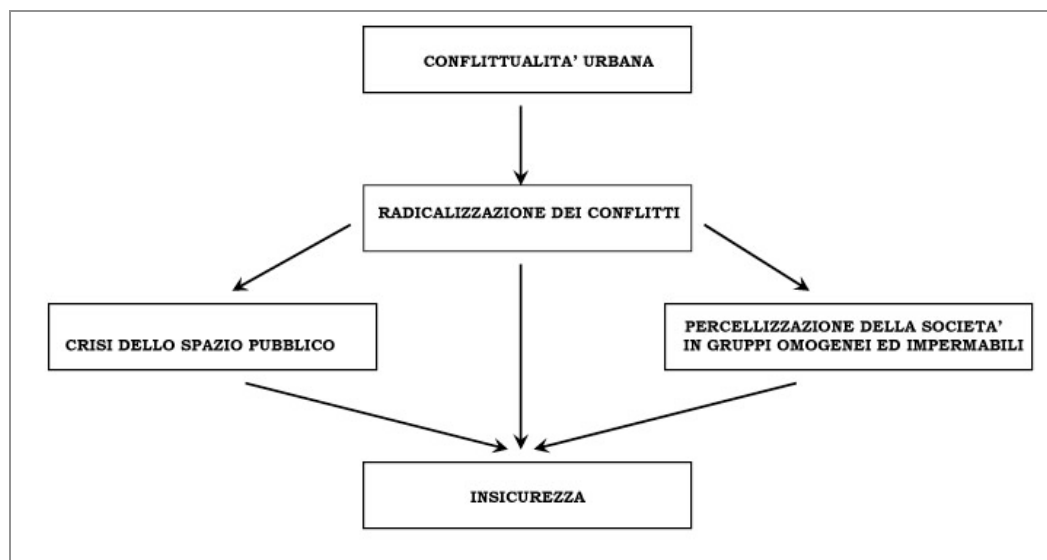 CONFLITTUALITA' URBANA
RADICALIZZAZIONE DEI CONFLITTI
CRISI DELLO SPAZIO PUBBLICO
PERCELLIZZAZIONE DELLA SOCIETA'
IN GRUPPI OMOGENEI ED IMPERMABILI
INSICUREZZA